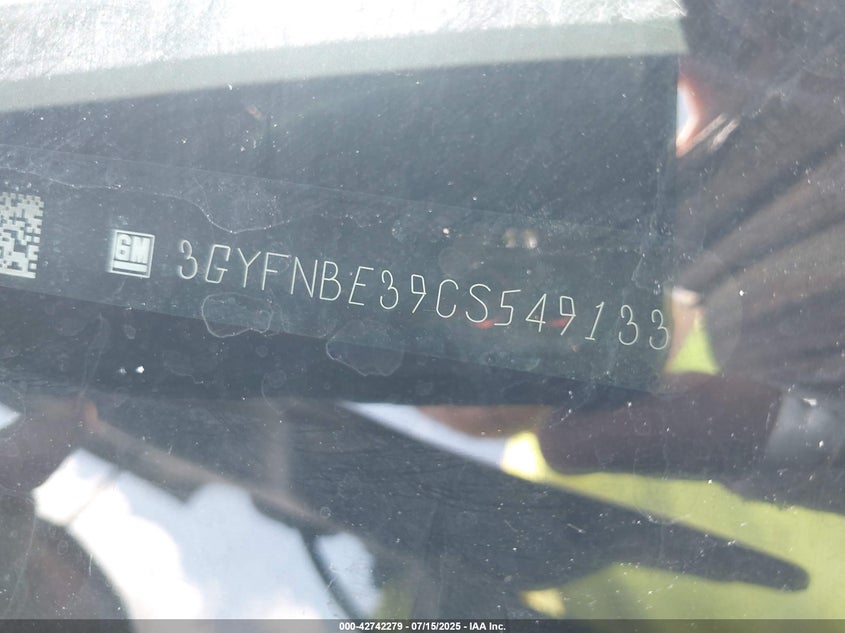 GM 3GYFNBE39CS549133
000-42742279 - 07/15/2025 - IAA Inc.